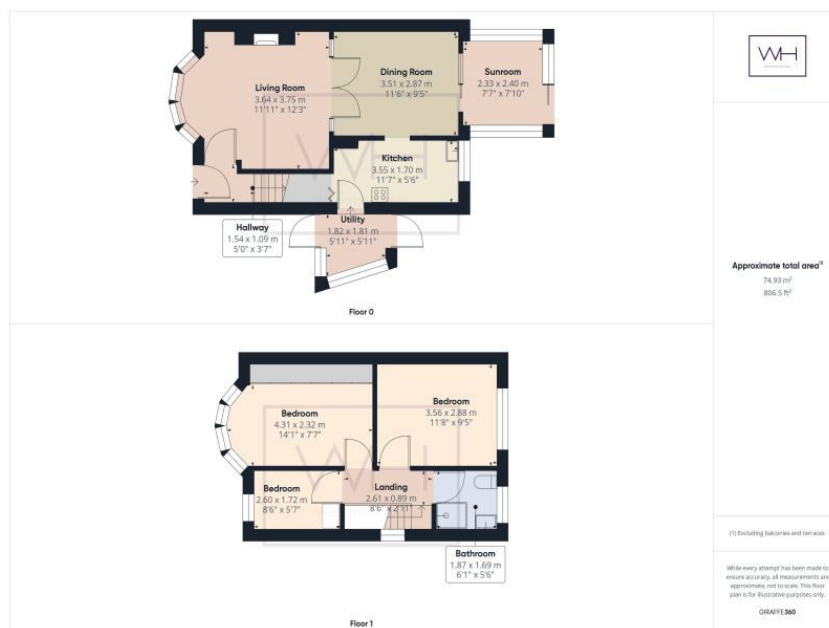 Living Room
3.64 x 3.75 m
11'11" x 12'3"
Dining Room
3.51 x 2.87 m
11'6" x 9'5"
Sunroom
2.33 x 2.40 m
7'7" x 7'10"
Kitchen
3.55 x 1.70 m
11'7" x 5'6"
Hallway
1.54 x 1.09 m
5'0" x 3'7"
Utility
1.82 x 1.81 m
5'11" x 5'11"
Floor 0
Bedroom
4.31 x 2.32 m
14'1" x 7'7"
Bedroom
3.56 x 2.88 m
11'8" x 9'5"
Bedroom
2.60 x 1.72 m
8'6" x 5'7"
Landing
2.61 x 0.89 m
8'6" x 2'11"
Bathroom
1.87 x 1.69 m
6'1" x 5'6"
Floor 1
WH
Approximate total area(1)
74.93 m²
806.5 ft²
(1) Excluding balconies and terraces
While every attempt has been made to
ensure accuracy, all measurements are
approximate, not to scale. This floor
plan is for illustrative purposes only.
GIRAFFE360